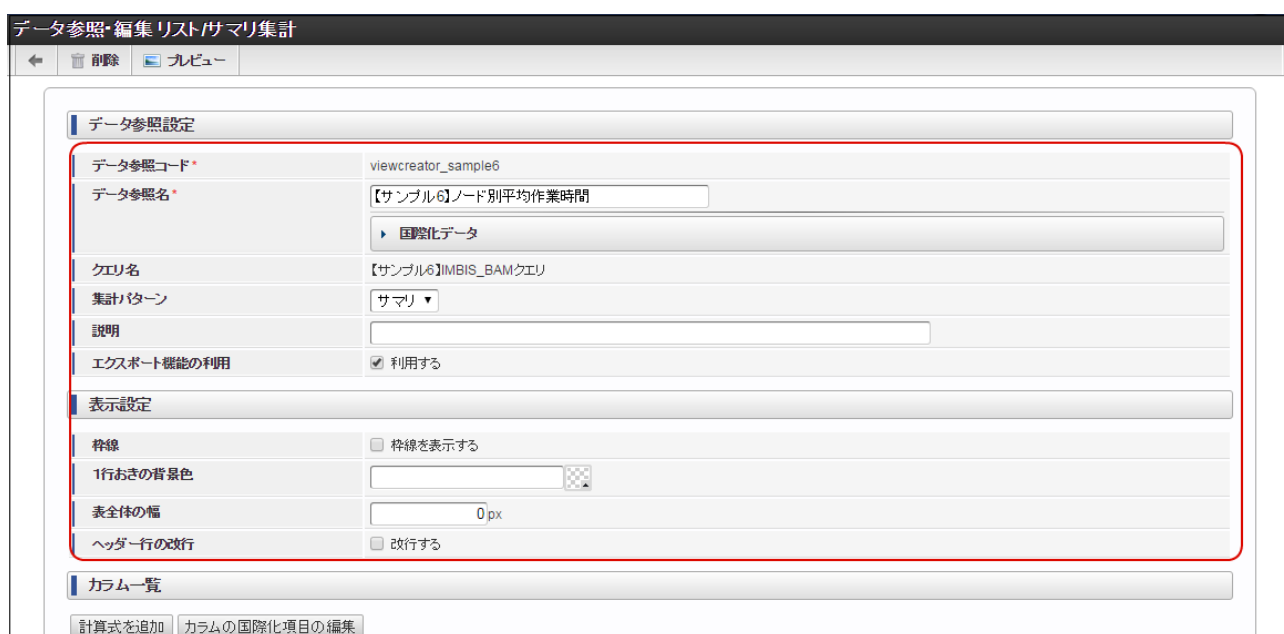 データ参照・編集 リスト/サマリ集計
削除 プレビュー
データ参照設定
データ参照コード* viewcreator_sample6
データ参照名* 【サンプル6】ノード別平均作業時間
国際化データ
クエリ名 【サンプル6】IMBIS_BAMクエリ
集計パターン サマリ
説明
エクスポート機能の利用 利用する
表示設定
枠線 枠線を表示する
1行おきの背景色
表全体の幅 0 px
ヘッダー行の改行 改行する
カラム一覧
計算式を追加 カラムの国際化項目の編集